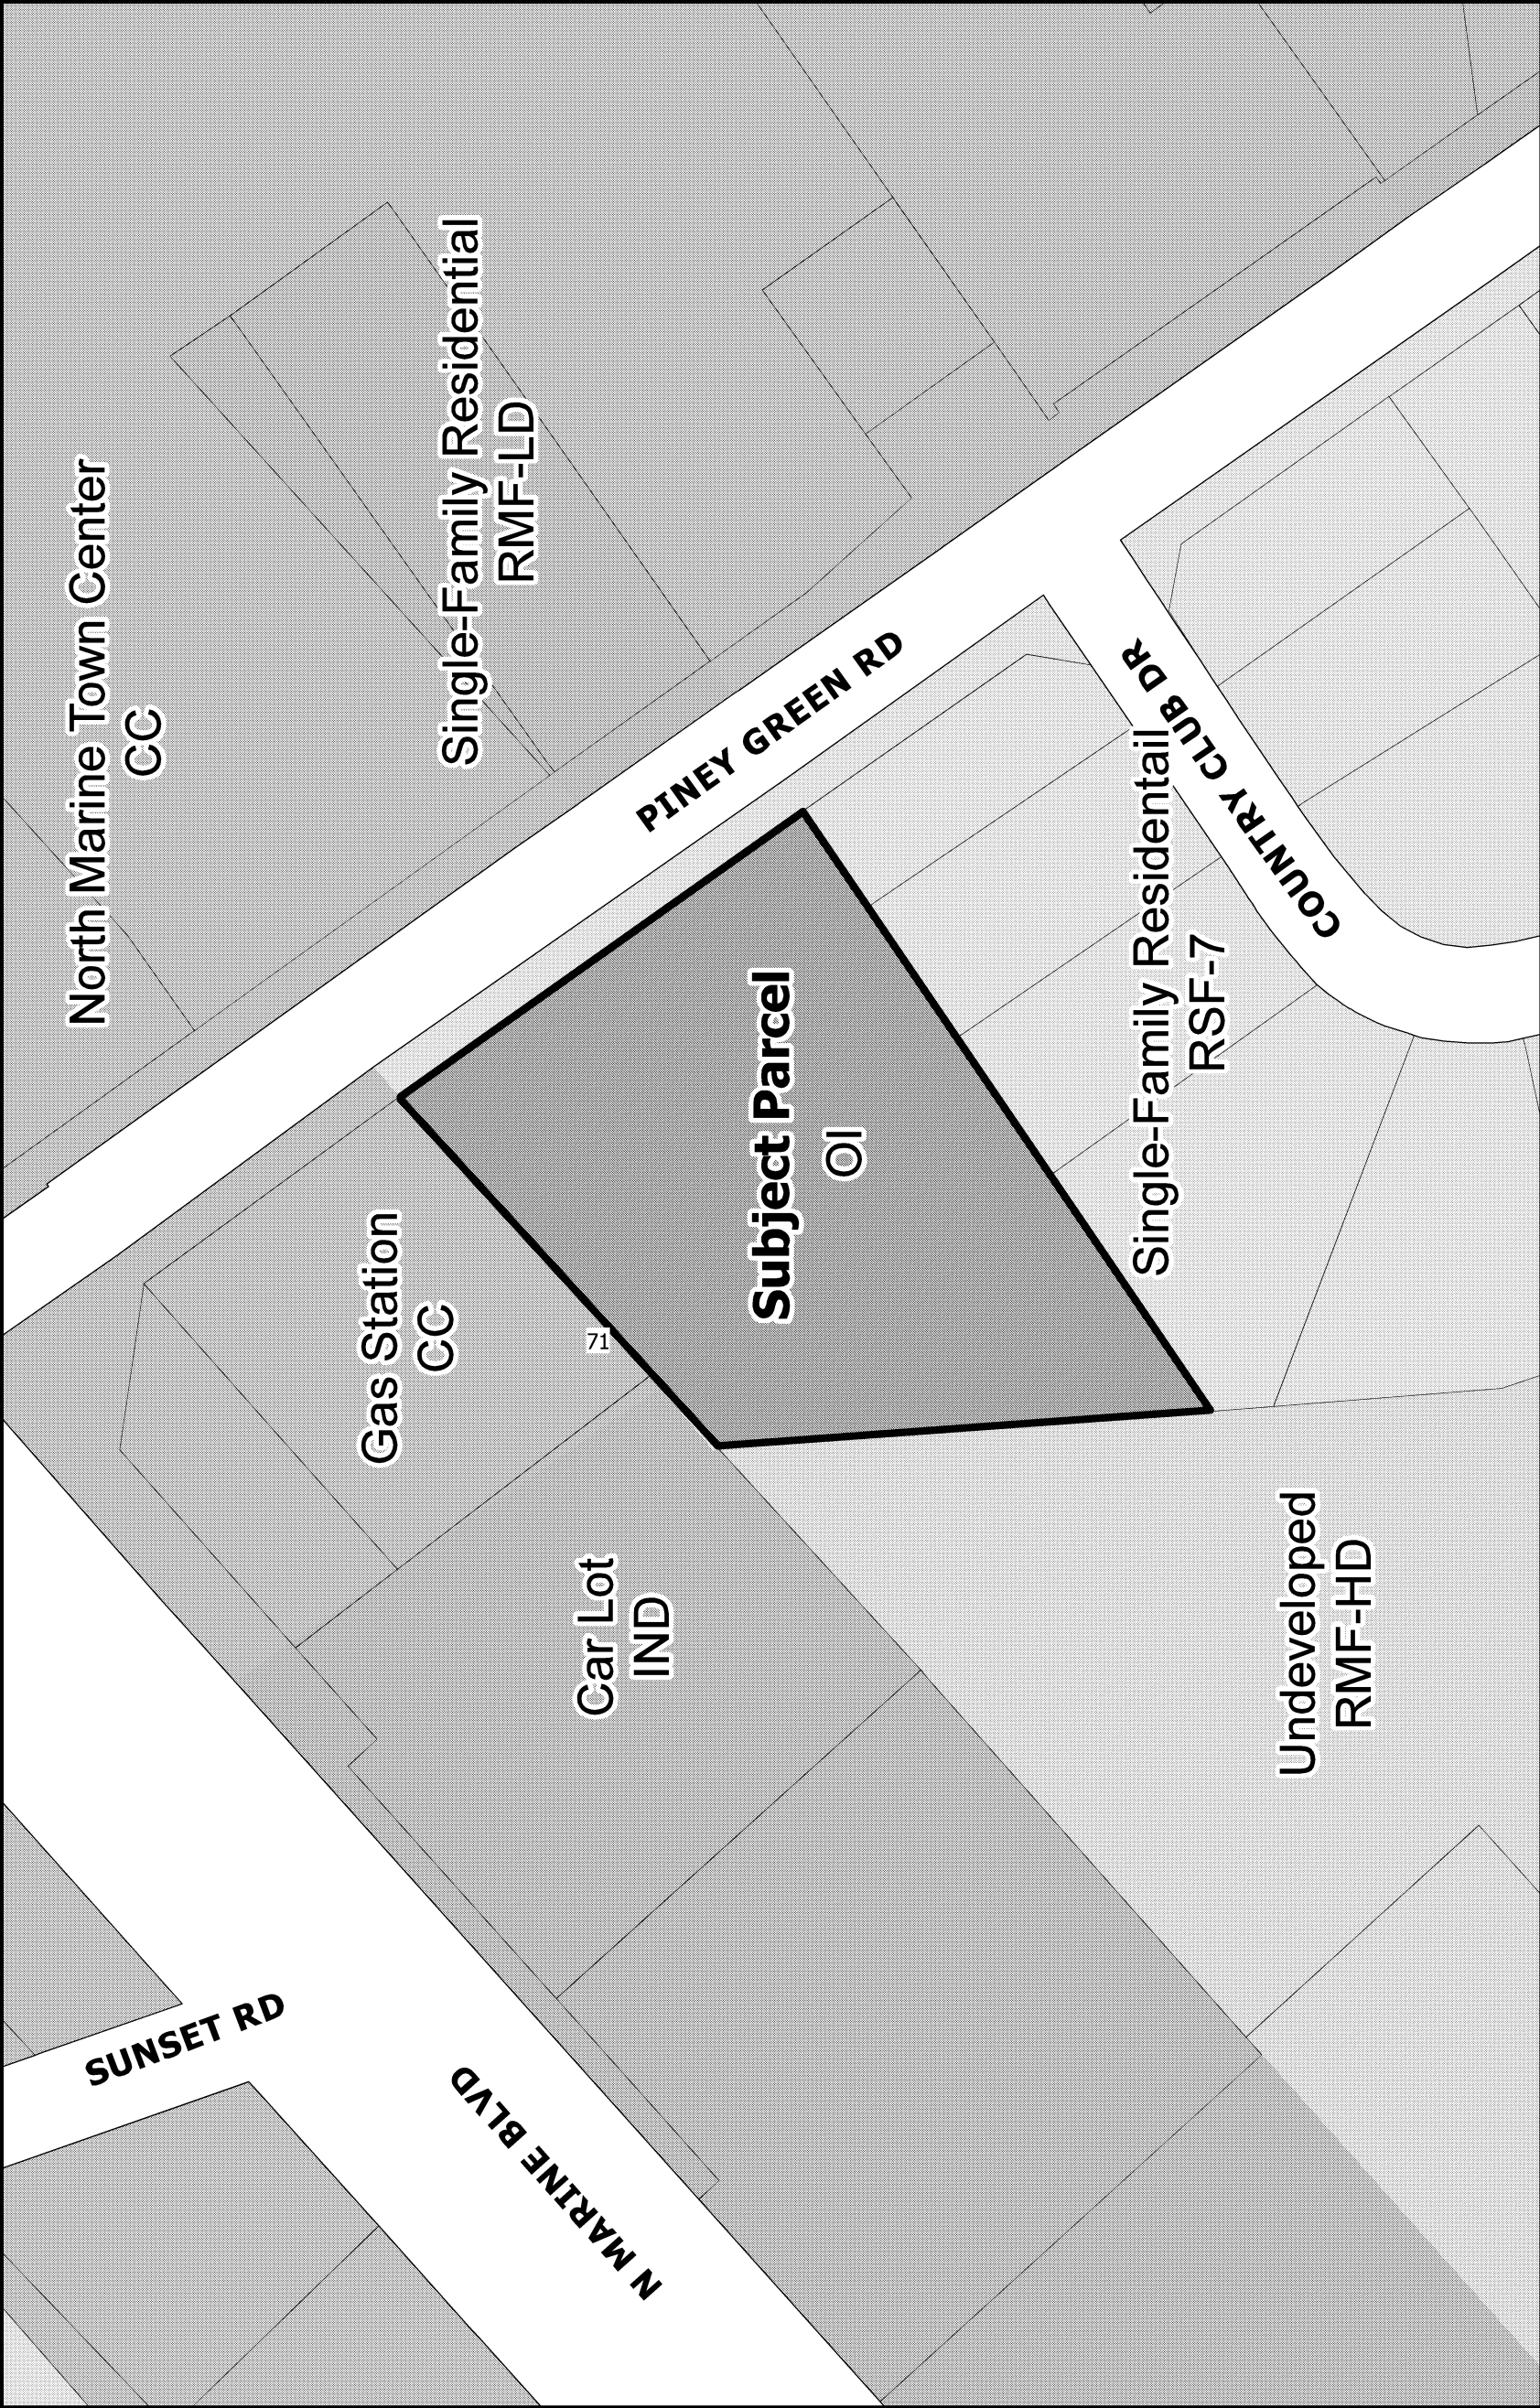 North Marine Town Center
CC
Single-Family Residential
RMF-LD
PINEY GREEN RD
COUNTRY CLUB DR
Single-Family Residentail
RSF-7
Subject Parcel
OI
Gas Station
CC
71
Car Lot
IND
Undeveloped
RMF-HD
SUNSET RD
N MARINE BLVD